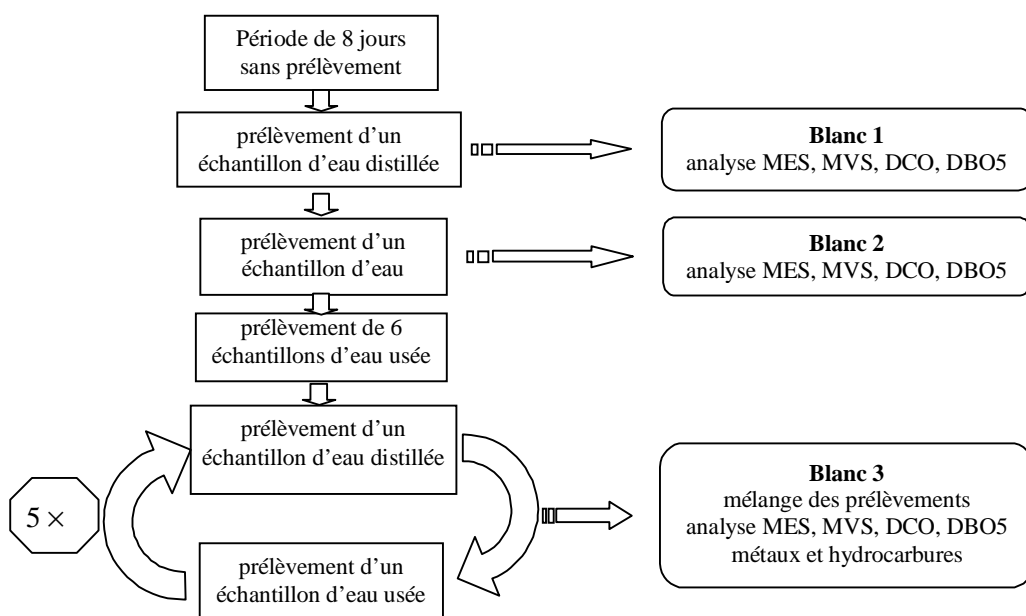 Période de 8 jours
sans prélèvement
prélèvement d'un
échantillon d'eau distillée
Blanc 1
analyse MES, MVS, DCO, DBO5
prélèvement d'un
échantillon d'eau
Blanc 2
analyse MES, MVS, DCO, DBO5
prélèvement de 6
échantillons d'eau usée
prélèvement d'un
échantillon d'eau distillée
5 ×
Blanc 3
mélange des prélèvements
analyse MES, MVS, DCO, DBO5
métaux et hydrocarbures
prélèvement d'un
échantillon d'eau usée